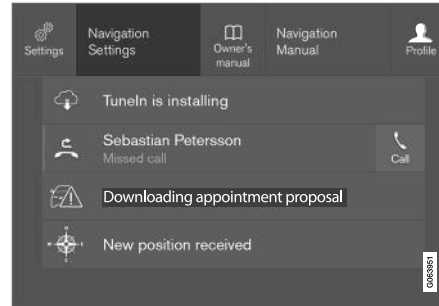 Settings
Navigation
Settings
Owner's
manual
Navigation
Manual
Profile
TuneIn is installing
Sebastian Petersson
Missed call
Call
Downloading appointment proposal
New position received
G063951